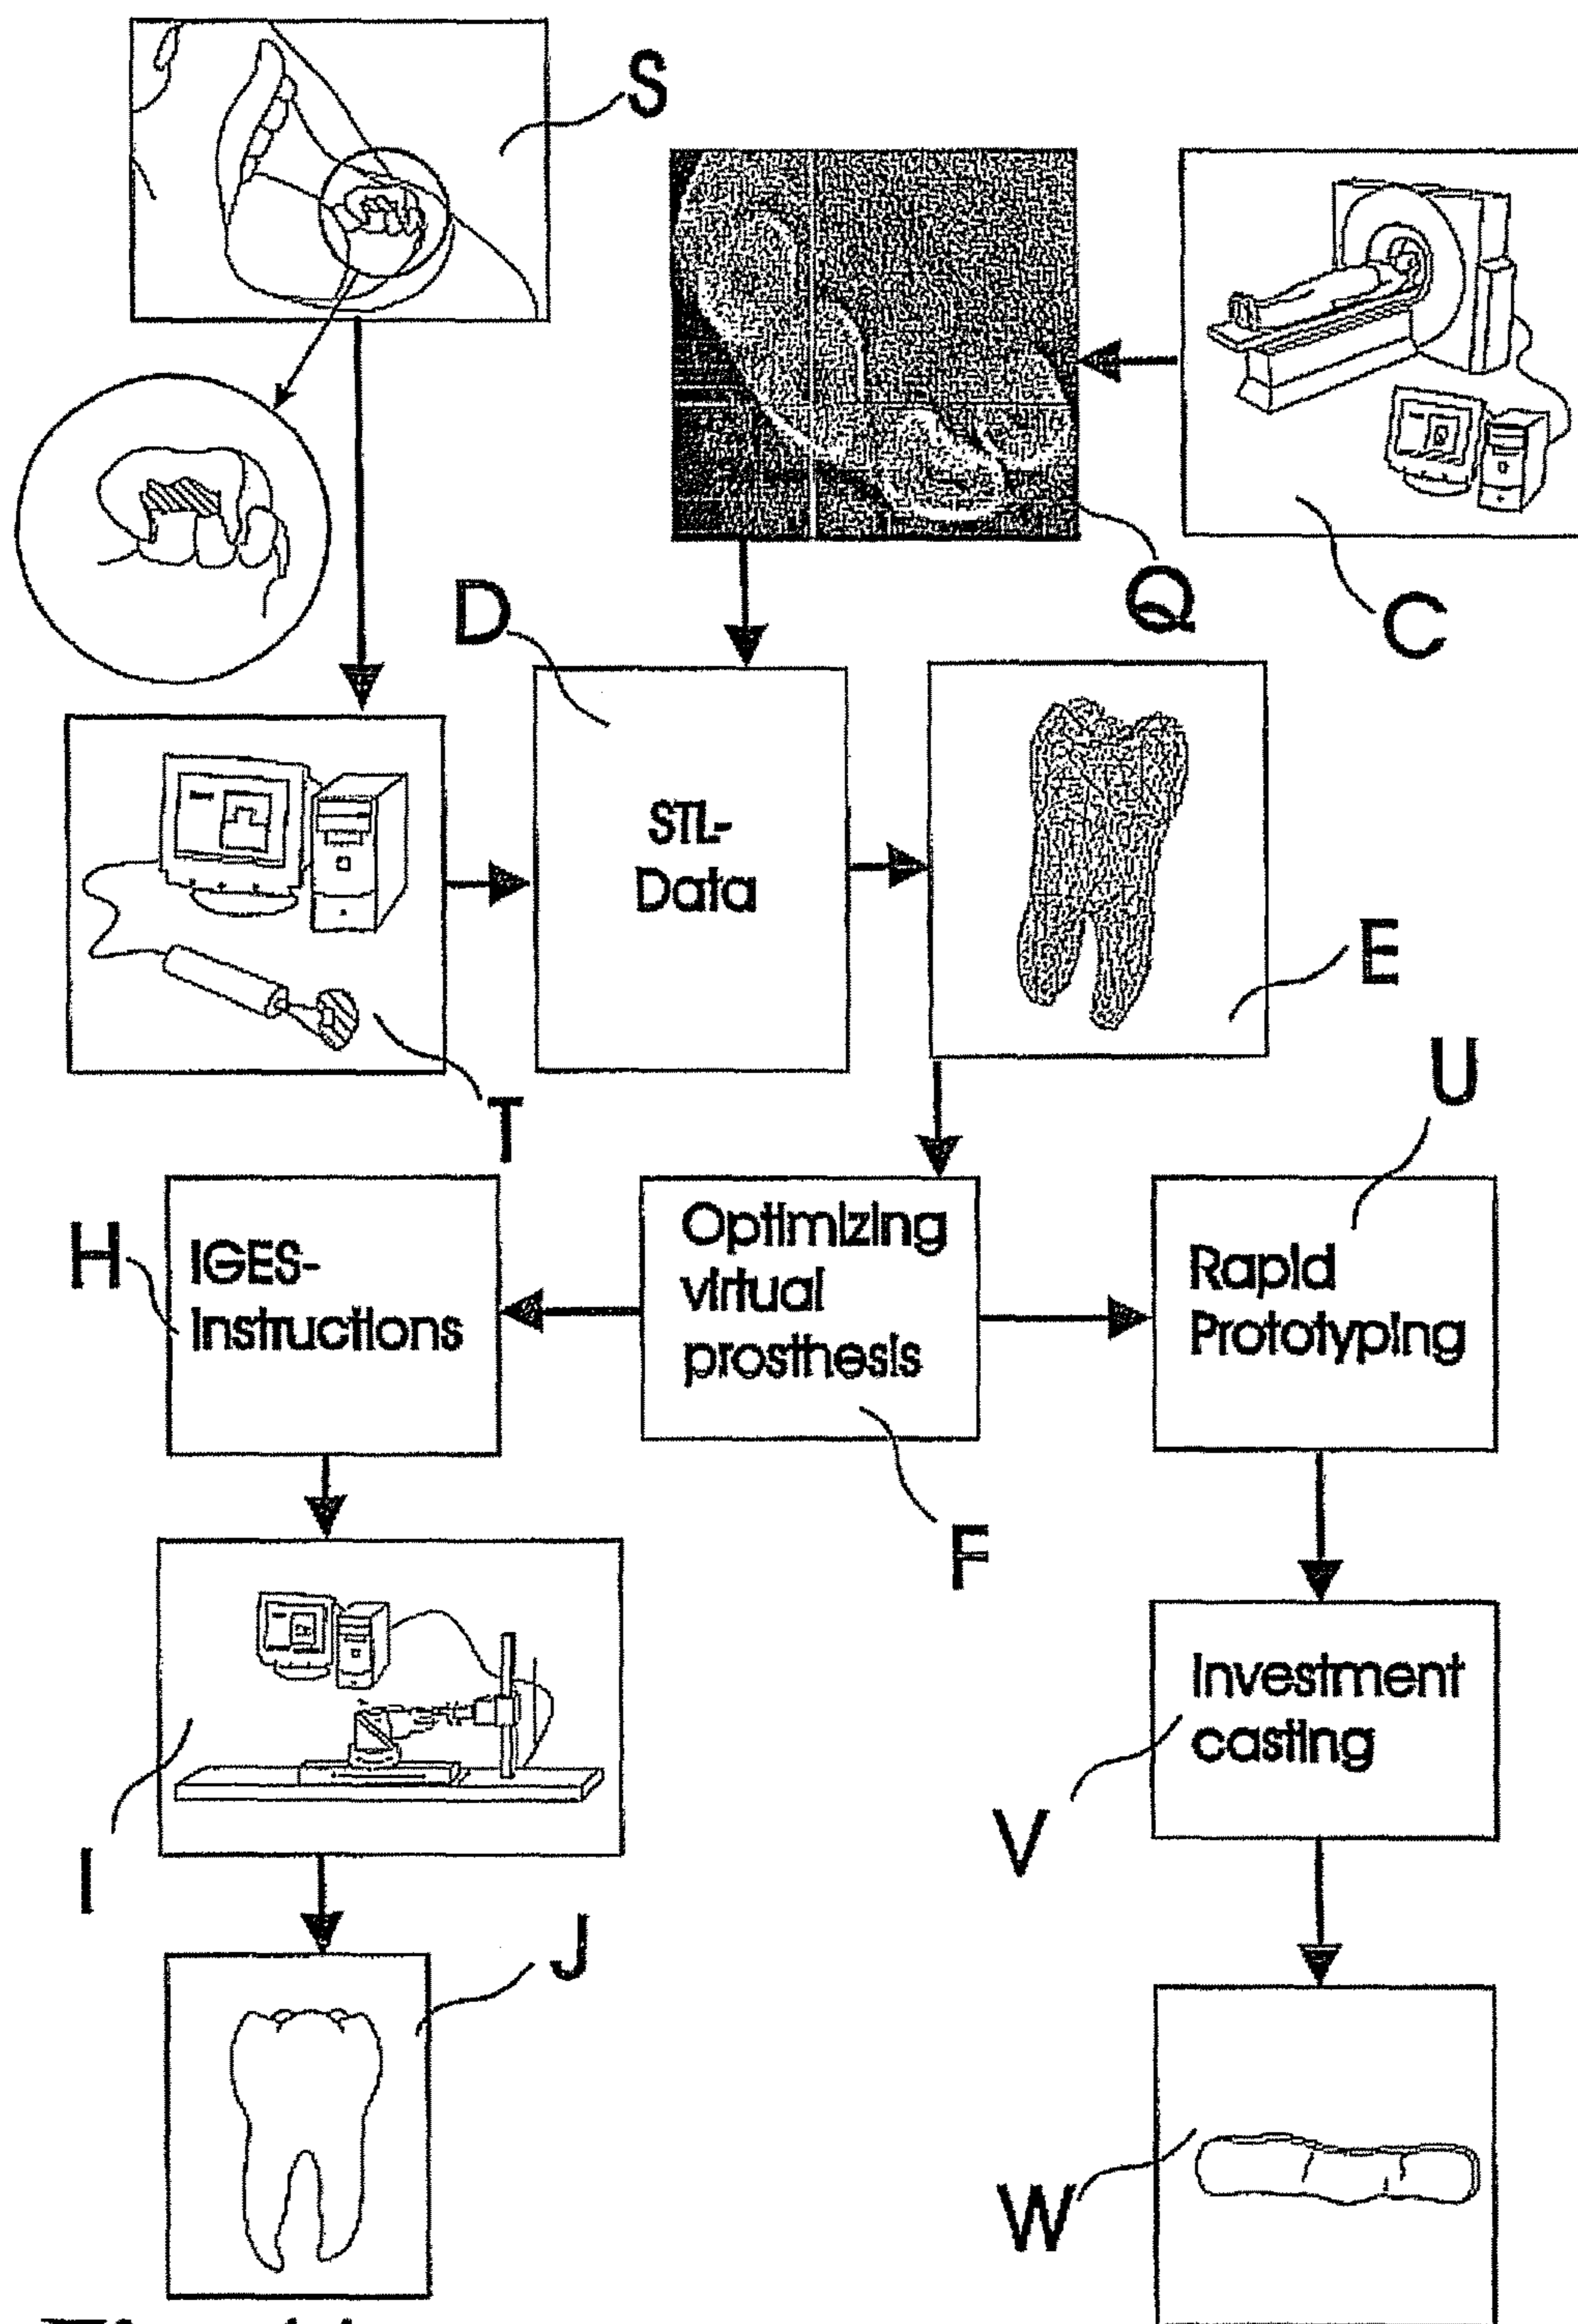 S
Q
C
D
STL-
Data
E
T
U
H
IGES-
Instructions
Optimizing
virtual
prosthesis
Rapid
Prototyping
F
I
Investment
casting
V
J
W